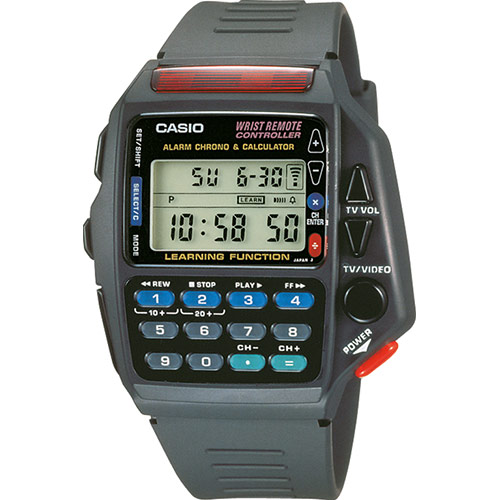 CASIO
WRIST REMOTE
CONTROLLER
ALARM CHRONO & CALCULATOR
SET/SHIFT
SELECT/C
MODE
SU 6-30
P LEARN
10:58 50
+
−
×
CH
ENTER
÷
TV VOL
TV/VIDEO
POWER
LEARNING FUNCTION
JAPAN 2
◀◀ REW ■ STOP PLAY ▶ FF ▶▶
1 2 3 4
10+ 20+
5 6 7 8
CH− CH+
9 0 · =